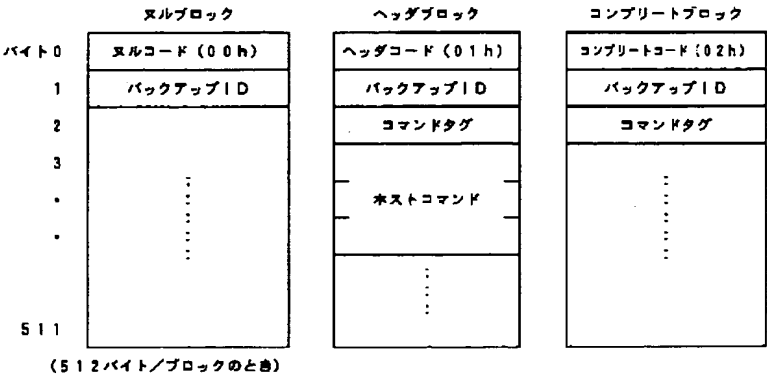 ヌルブロック ヘッダブロック コンプリートブロック
バイト0 ヌルコード(00h) ヘッダコード(01h) コンプリートコード(02h)
1 バックアップID バックアップID バックアップID
2 コマンドタグ コマンドタグ
3
・ ホストコマンド
・
511
(512バイト/ブロックのとき)